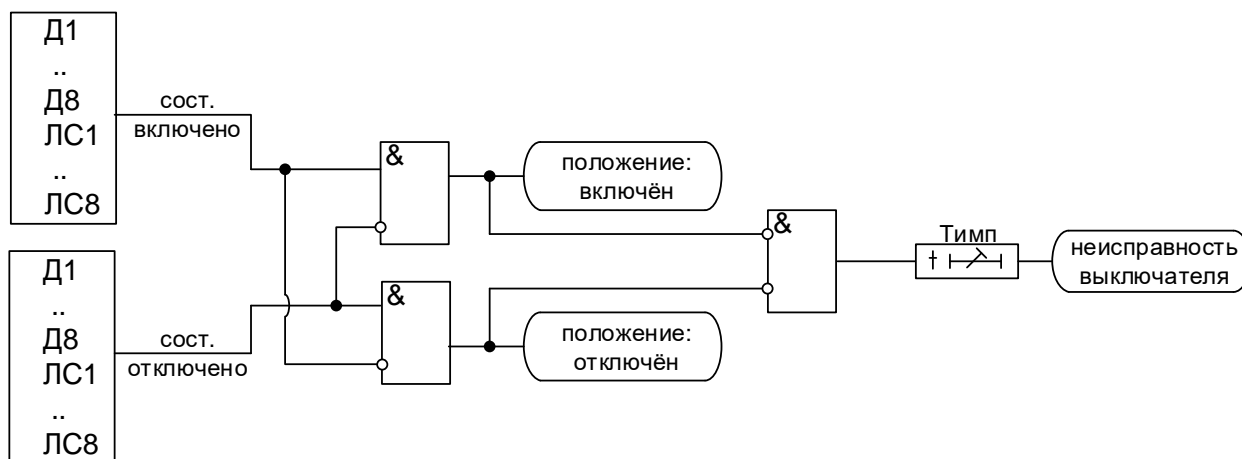 Д1
..
Д8
ЛС1
..
ЛС8
сост.
включено
&
положение:
включён
&
Тимп
неисправность
выключателя
Д1
..
Д8
ЛС1
..
ЛС8
сост.
отключено
&
положение:
отключён